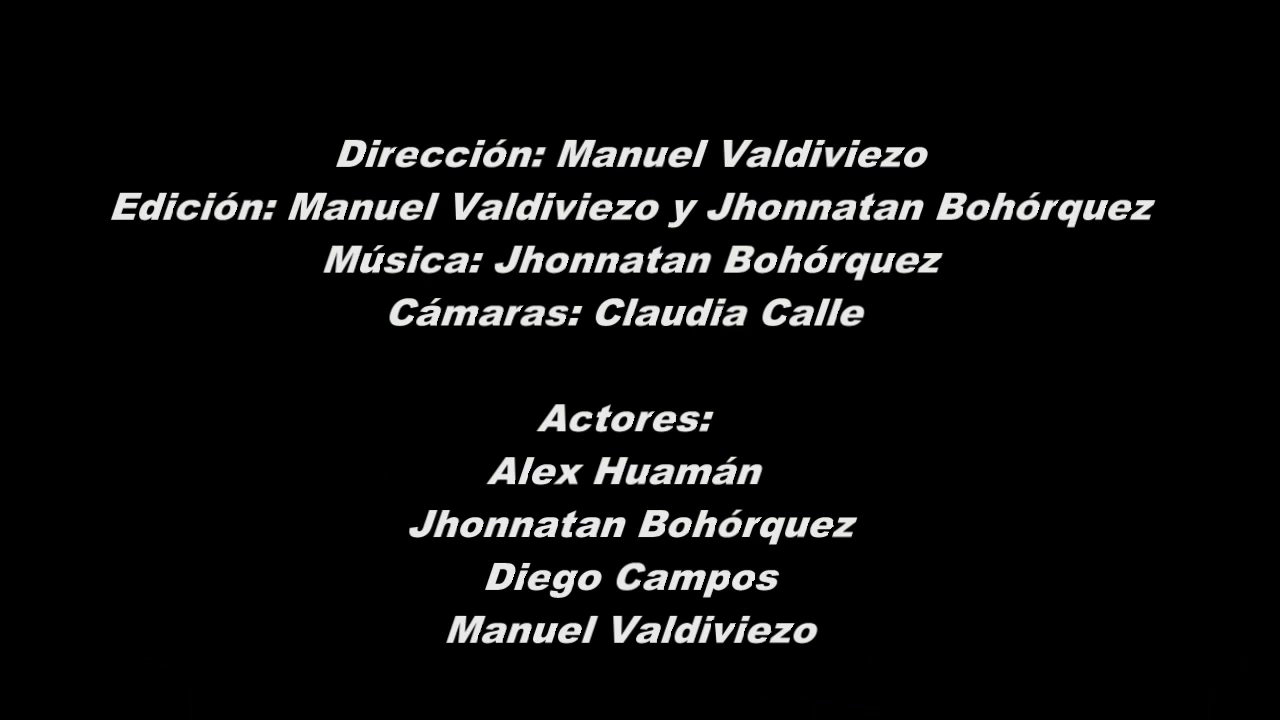 Dirección: Manuel Valdiviezo
Edición: Manuel Valdiviezo y Jhonnatan Bohórquez
Música: Jhonnatan Bohórquez
Cámaras: Claudia Calle
Actores:
Alex Huamán
Jhonnatan Bohórquez
Diego Campos
Manuel Valdiviezo